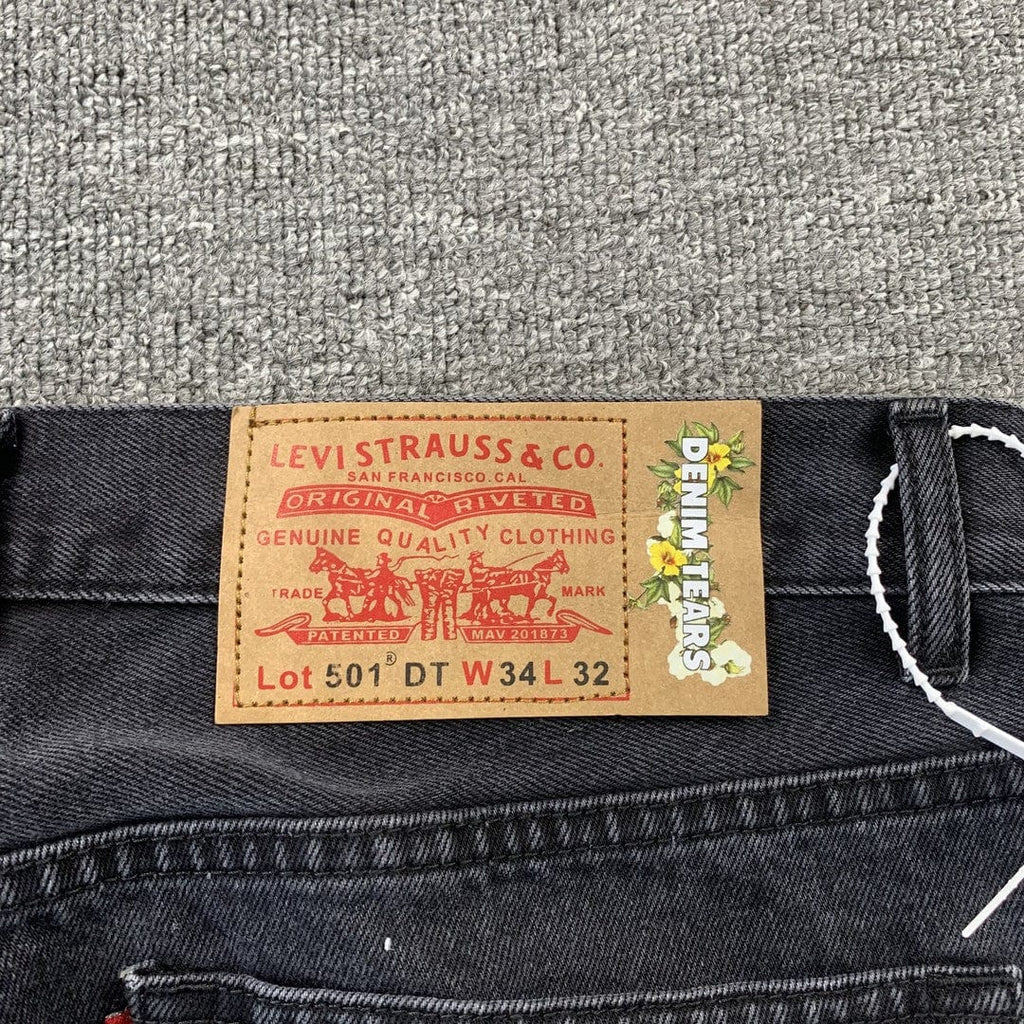 LEVI STRAUSS & CO.
SAN FRANCISCO. CAL
ORIGINAL RIVETED
GENUINE QUALITY CLOTHING
TRADE MARK
PATENTED MAV 201873
Lot 501® DT W 34 L 32
DENIM TEARS